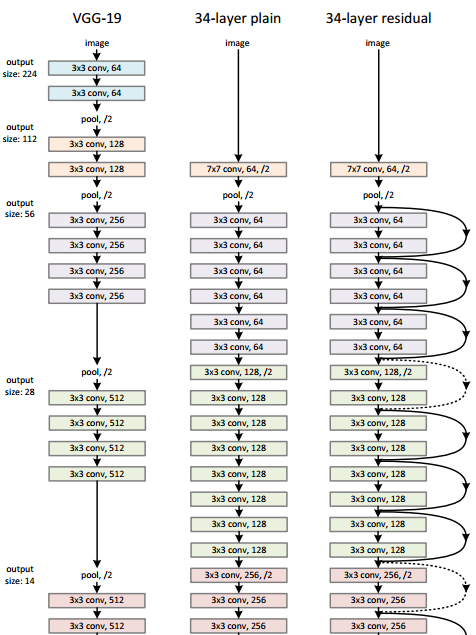 VGG-19
34-layer plain
34-layer residual
image
image
image
output
size: 224
3x3 conv, 64
3x3 conv, 64
pool, /2
output
size: 112
3x3 conv, 128
3x3 conv, 128
7x7 conv, 64, /2
7x7 conv, 64, /2
pool, /2
pool, /2
pool, /2
output
size: 56
3x3 conv, 256
3x3 conv, 64
3x3 conv, 64
3x3 conv, 256
3x3 conv, 64
3x3 conv, 64
3x3 conv, 256
3x3 conv, 64
3x3 conv, 64
3x3 conv, 256
3x3 conv, 64
3x3 conv, 64
3x3 conv, 64
3x3 conv, 64
3x3 conv, 64
3x3 conv, 64
pool, /2
3x3 conv, 128, /2
3x3 conv, 128, /2
output
size: 28
3x3 conv, 512
3x3 conv, 128
3x3 conv, 128
3x3 conv, 512
3x3 conv, 128
3x3 conv, 128
3x3 conv, 512
3x3 conv, 128
3x3 conv, 128
3x3 conv, 512
3x3 conv, 128
3x3 conv, 128
3x3 conv, 128
3x3 conv, 128
3x3 conv, 128
3x3 conv, 128
3x3 conv, 128
3x3 conv, 128
output
size: 14
pool, /2
3x3 conv, 256, /2
3x3 conv, 256, /2
3x3 conv, 512
3x3 conv, 256
3x3 conv, 256
3x3 conv, 512
3x3 conv, 256
3x3 conv, 256